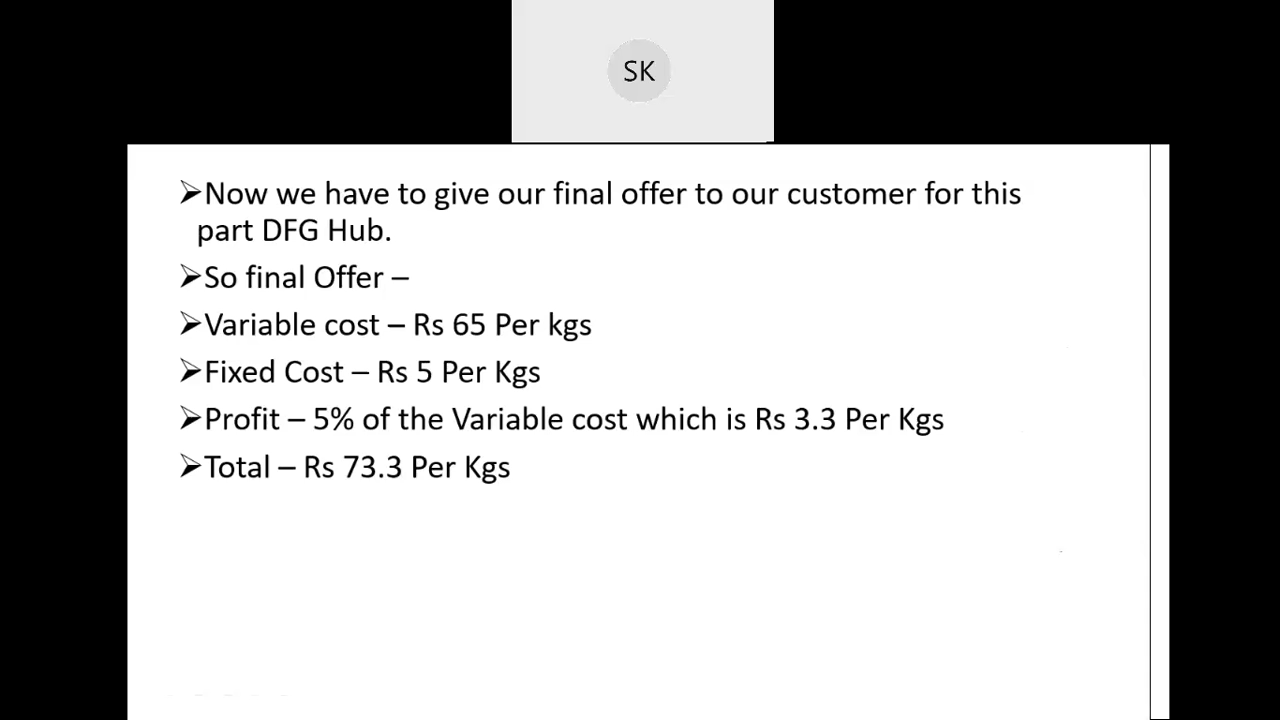 SK
➢Now we have to give our final offer to our customer for this
part DFG Hub.
➢So final Offer –
➢Variable cost – Rs 65 Per kgs
➢Fixed Cost – Rs 5 Per Kgs
➢Profit – 5% of the Variable cost which is Rs 3.3 Per Kgs
➢Total – Rs 73.3 Per Kgs